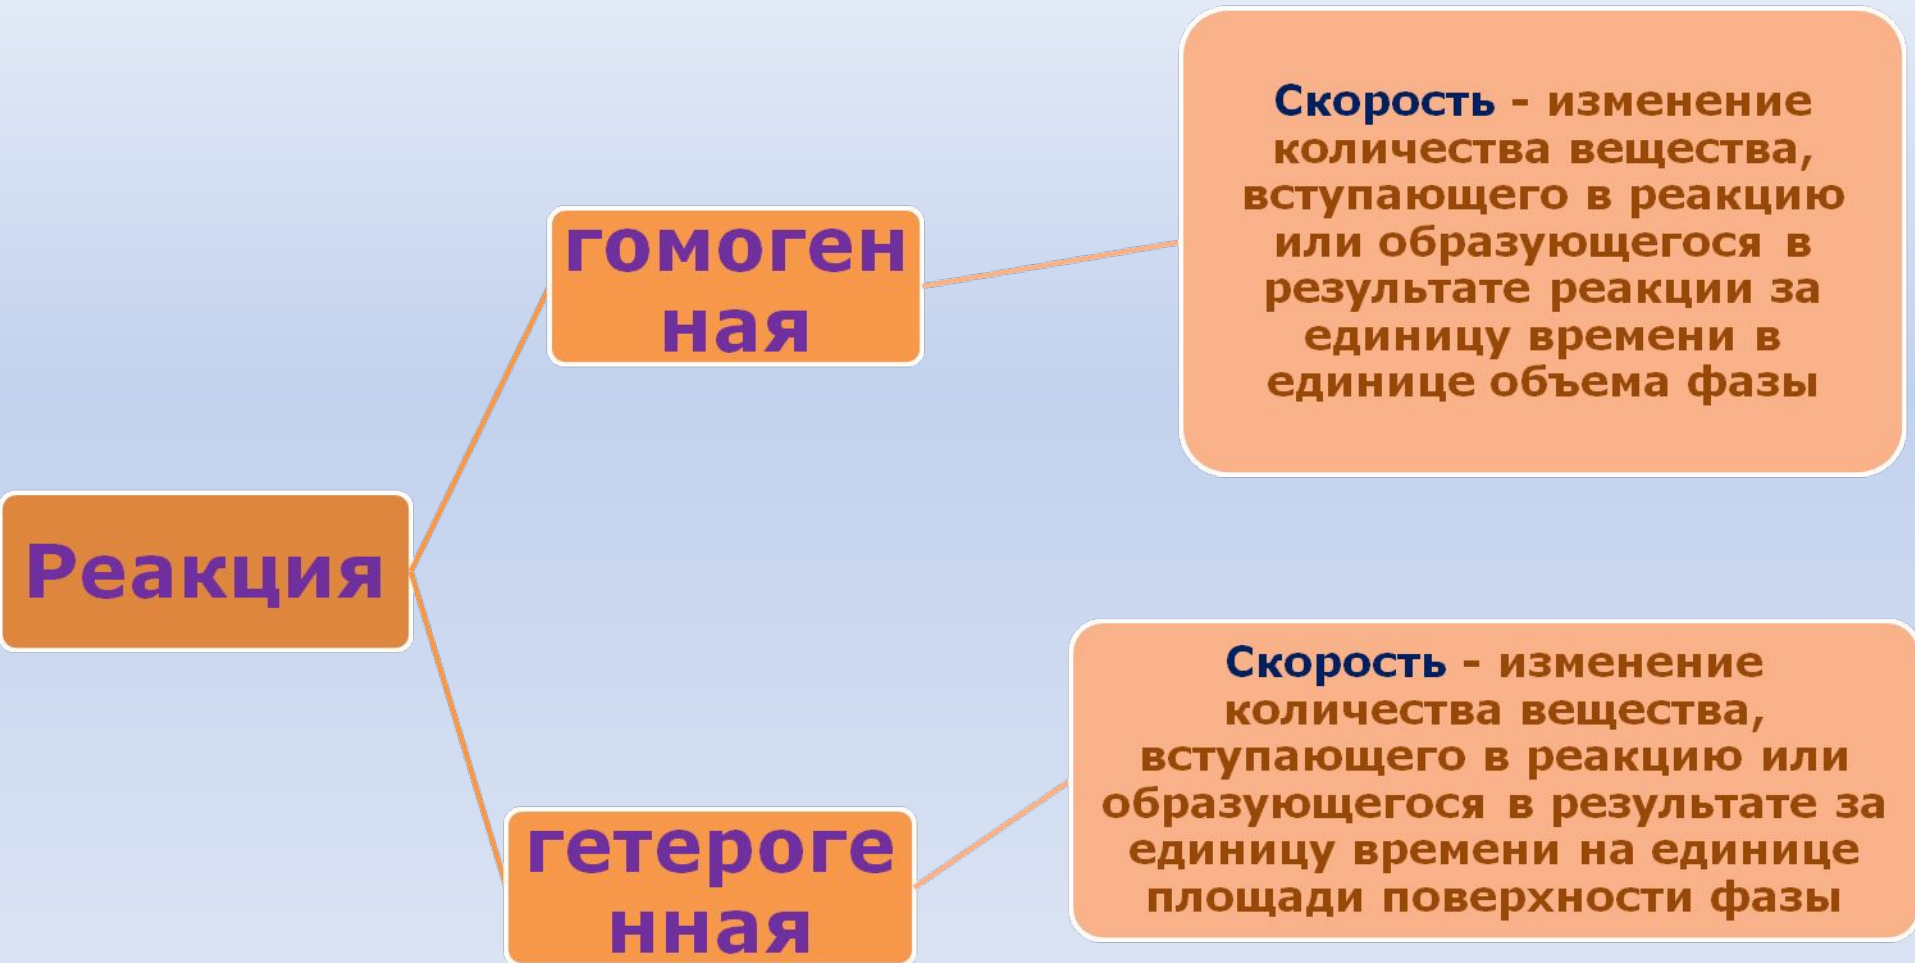 Реакция
гомоген
ная
Скорость - изменение
количества вещества,
вступающего в реакцию
или образующегося в
результате реакции за
единицу времени в
единице объема фазы
гетероге
нная
Скорость - изменение
количества вещества,
вступающего в реакцию или
образующегося в результате за
единицу времени на единице
площади поверхности фазы